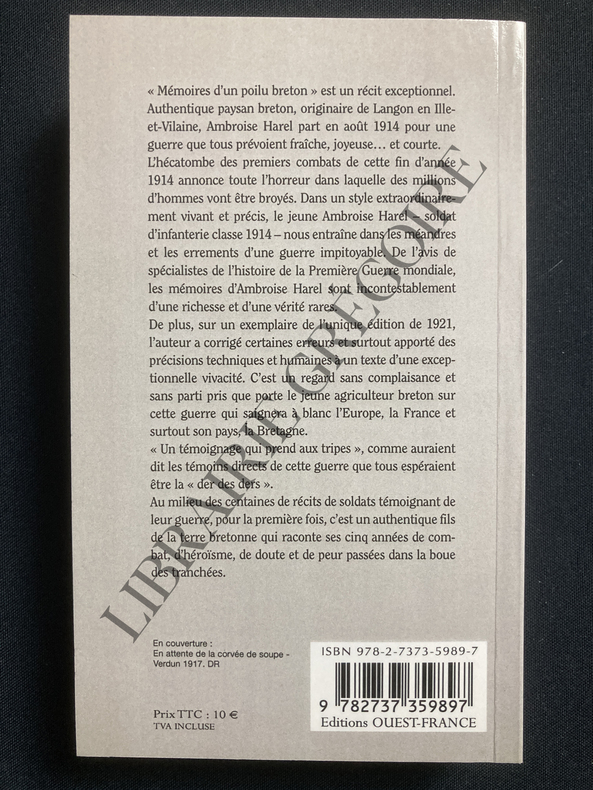 « Mémoires d'un poilu breton » est un récit exceptionnel.
Authentique paysan breton, originaire de Langon en Ille-
et-Vilaine, Ambroise Harel part en août 1914 pour une
guerre que tous prévoient fraîche, joyeuse... et courte.
L'hécatombe des premiers combats de cette fin d'année
1914 annonce toute l'horreur dans laquelle des millions
d'hommes vont être broyés. Dans un style extraordinaire-
ment vivant et précis, le jeune Ambroise Harel – soldat
d'infanterie classe 1914 – nous entraîne dans les méandres
et les errements d'une guerre impitoyable. De l'avis de
spécialistes de l'histoire de la Première Guerre mondiale,
les mémoires d'Ambroise Harel sont incontestablement
d'une richesse et d'une vérité rares.
De plus, sur un exemplaire de l'unique édition de 1921,
l'auteur a corrigé certaines erreurs et surtout apporté des
précisions techniques et humaines à un texte d'une excep-
tionnelle vivacité. C'est un regard sans complaisance et
sans parti pris que porte le jeune agriculteur breton sur
cette guerre qui saignera à blanc l'Europe, la France et
surtout son pays, la Bretagne.
« Un témoignage qui prend aux tripes », comme auraient
dit les témoins directs de cette guerre que tous espéraient
être la « der des ders ».
Au milieu des centaines de récits de soldats témoignant de
leur guerre, pour la première fois, c'est un authentique fils
de la terre bretonne qui raconte ses cinq années de com-
bat, d'héroïsme, de doute et de peur passées dans la boue
des tranchées.
En couverture :
En attente de la corvée de soupe -
Verdun 1917. DR
Prix TTC : 10 €
TVA INCLUSE
ISBN 978-2-7373-5989-7
9 782737 359897
Editions OUEST-FRANCE
LIBRAIRIE GRÉGOIRE